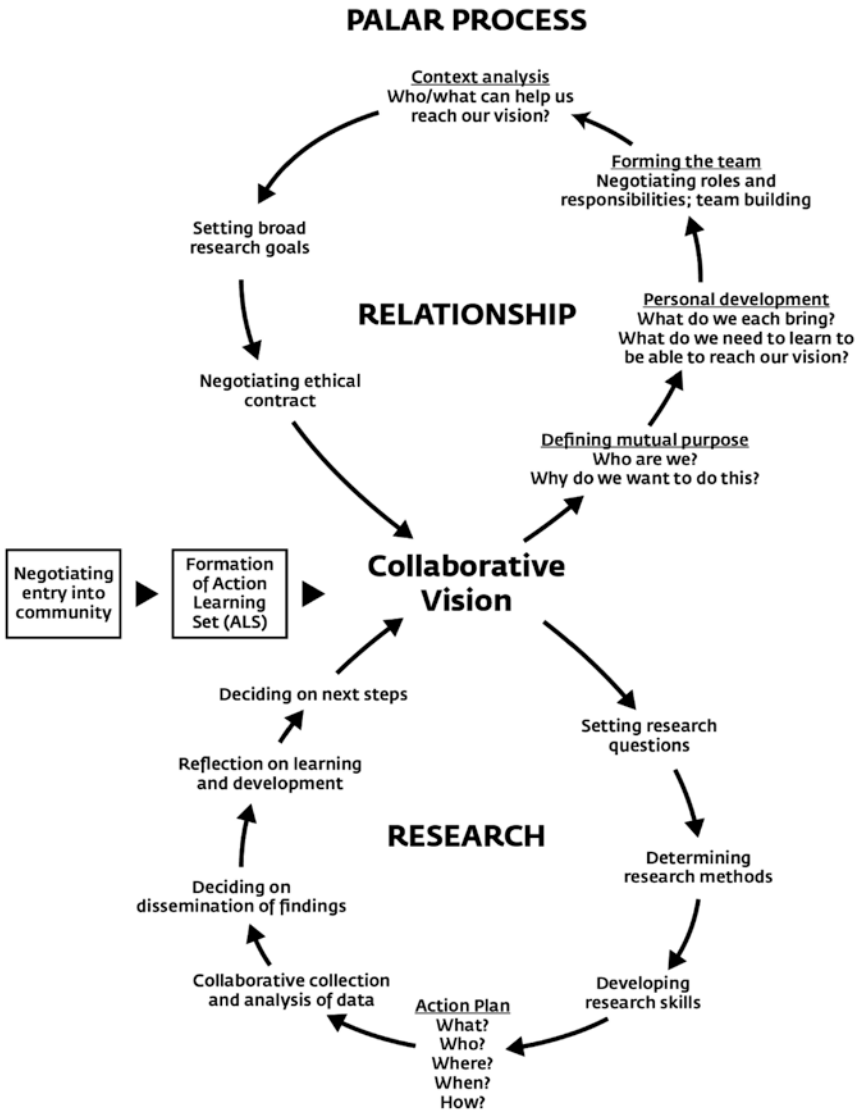 PALAR PROCESS
Context analysis
Who/what can help us
reach our vision?
Forming the team
Negotiating roles and
responsibilities; team building
Setting broad
research goals
Personal development
What do we each bring?
What do we need to learn to
be able to reach our vision?
RELATIONSHIP
Negotiating ethical
contract
Defining mutual purpose
Who are we?
Why do we want to do this?
Negotiating
entry into
community
Formation
of Action
Learning
Set (ALS)
Collaborative
Vision
Deciding on next steps
Setting research
questions
Reflection on learning
and development
RESEARCH
Determining
research methods
Deciding on
dissemination of findings
Collaborative collection
and analysis of data
Developing
research skills
Action Plan
What?
Who?
Where?
When?
How?